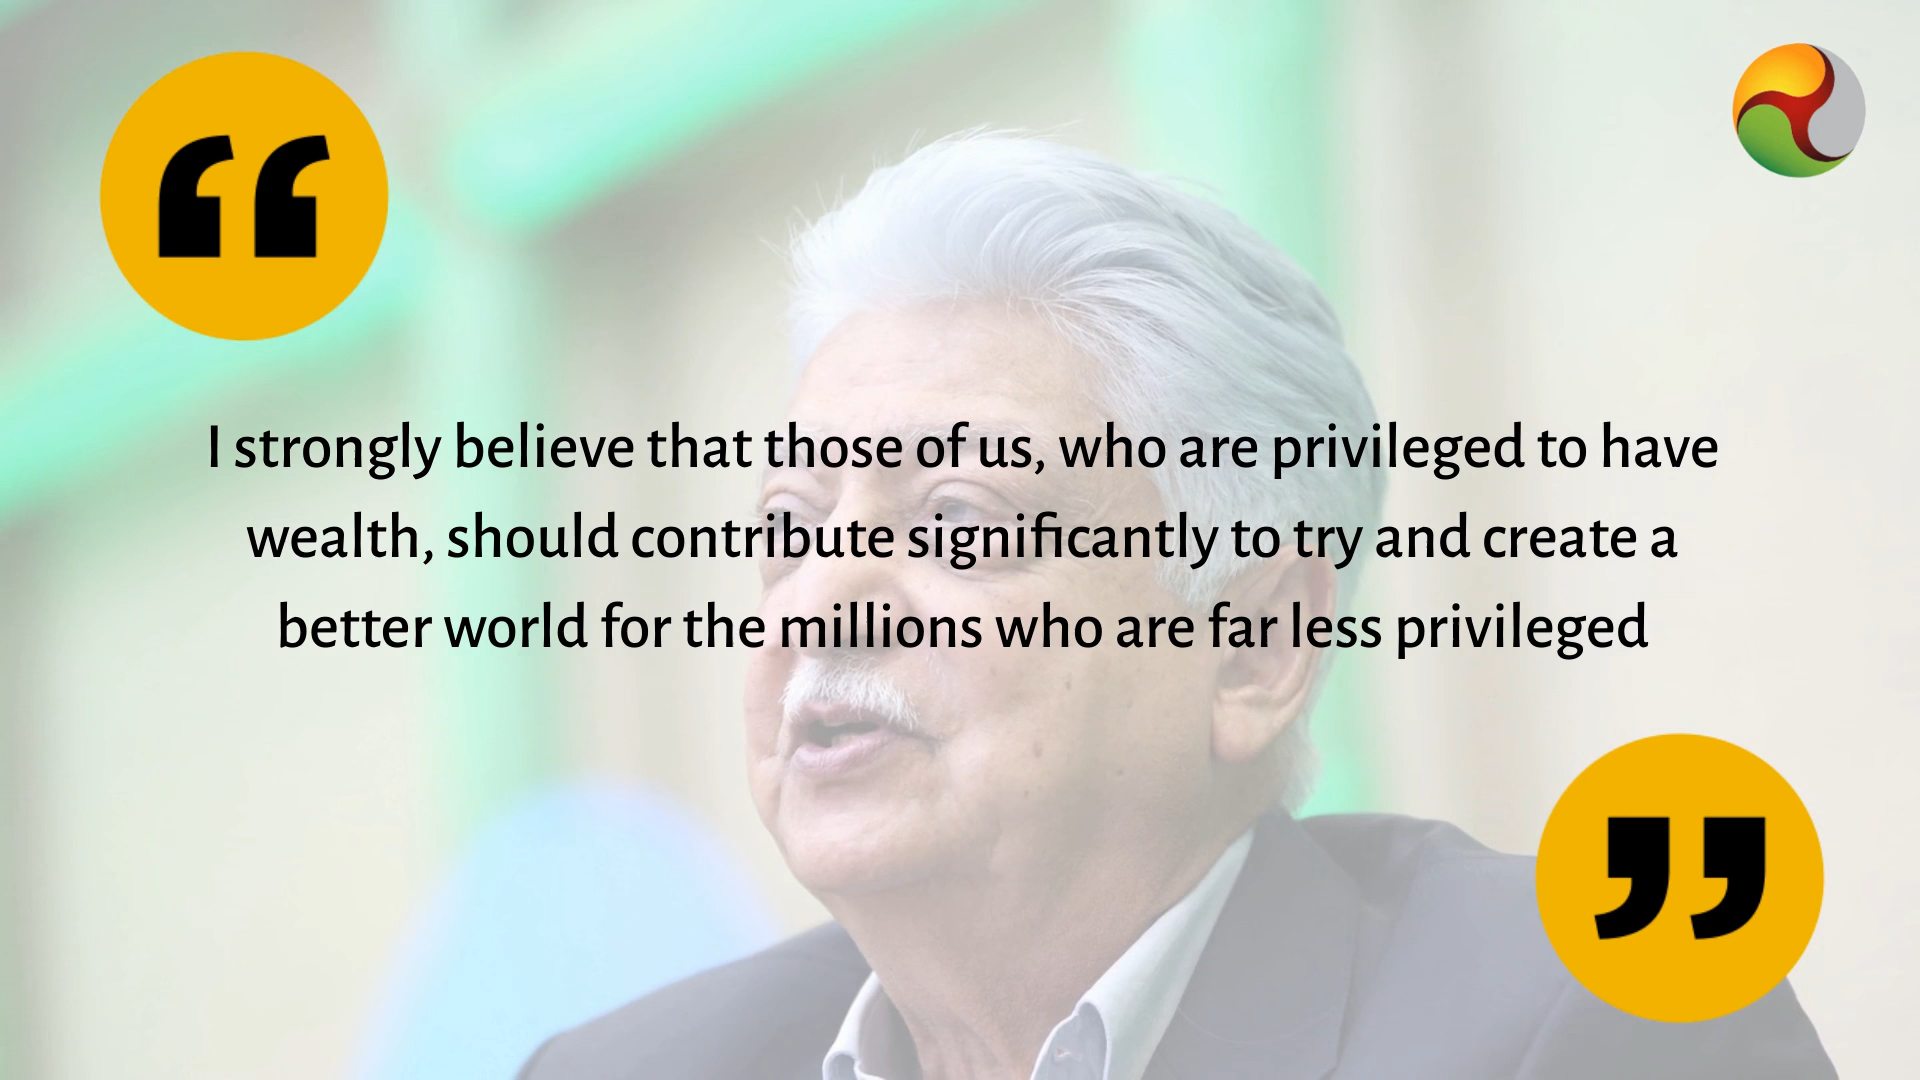 “
I strongly believe that those of us, who are privileged to have
wealth, should contribute significantly to try and create a
better world for the millions who are far less privileged
”